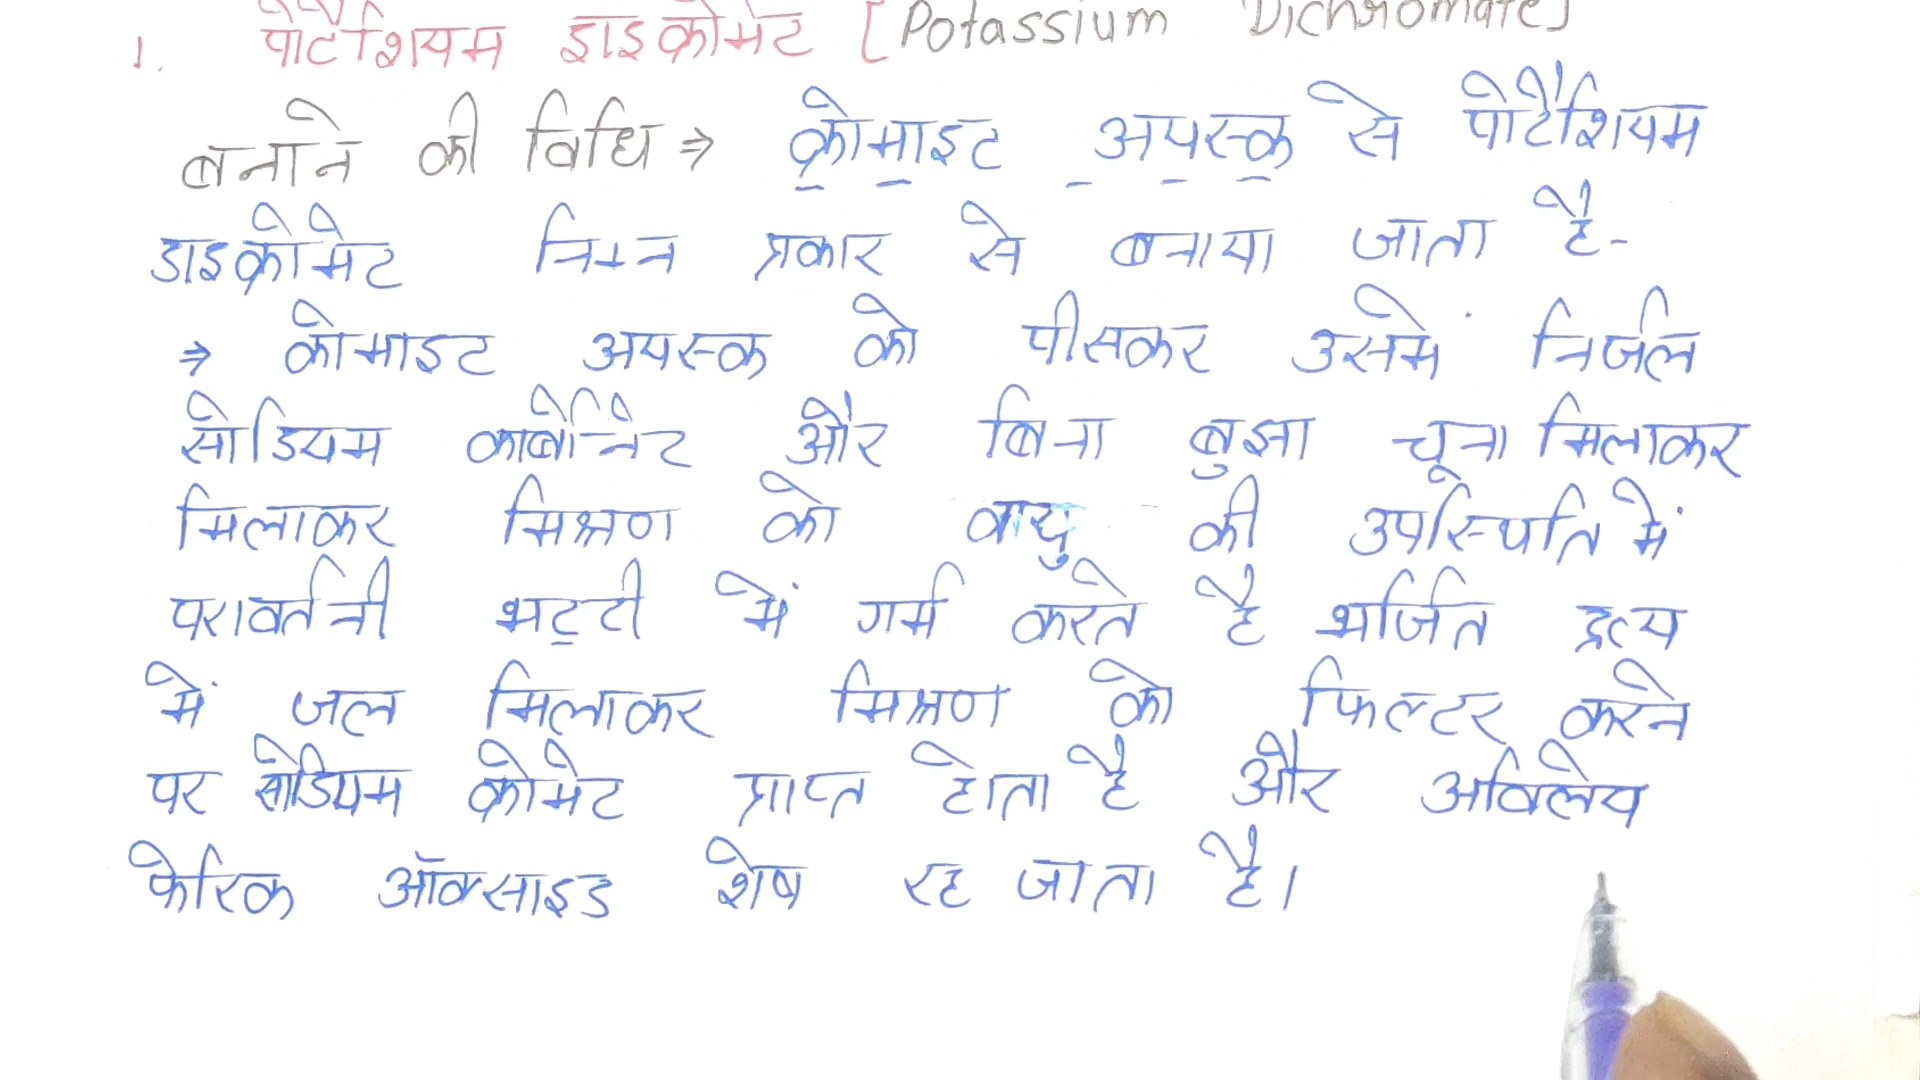 1. पोटैशियम डाइक्रोमेट [Potassium Dichromate]
बनाने की विधि ⇒ क्रोमाइट अयस्क से पोटैशियम
डाइक्रोमेट निम्न प्रकार से बनाया जाता है-
⇒ क्रोमाइट अयस्क को पीसकर उसमें निर्जल
सोडियम कार्बोनेट और बिना बुझा चूना मिलाकर
मिलाकर मिश्रण को वायु की उपस्थिति में
परावर्तनी भट्टी में गर्म करते है भर्जित द्रव्य
में जल मिलाकर मिश्रण को फिल्टर करने
पर सोडियम क्रोमेट प्राप्त होता है और अविलेय
फेरिक ऑक्साइड शेष रह जाता है।